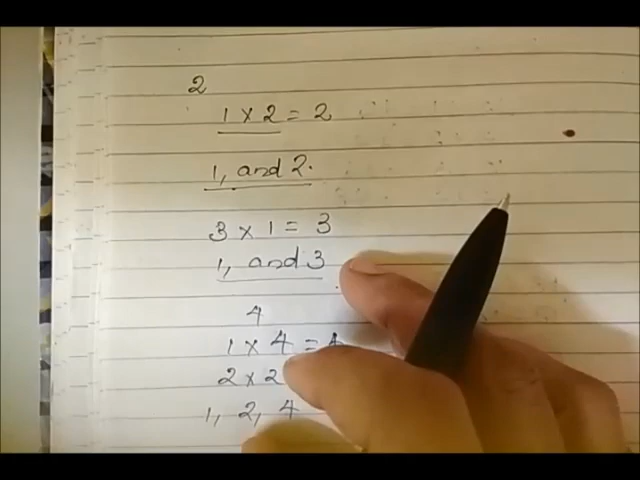 2
1 x 2 = 2
1, and 2.
3 x 1 = 3
1, and 3
4
1 x 4 = 4
2 x 2
1, 2, 4